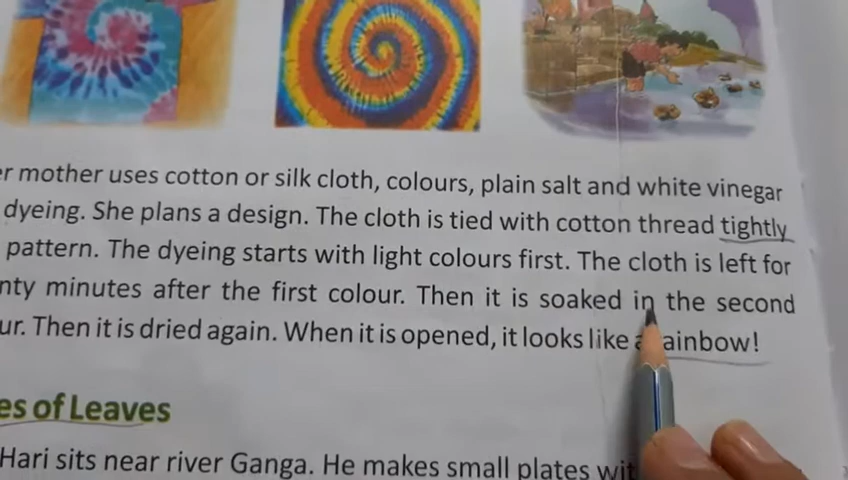 er mother uses cotton or silk cloth, colours, plain salt and white vinegar
dyeing. She plans a design. The cloth is tied with cotton thread tightly
pattern. The dyeing starts with light colours first. The cloth is left for
nty minutes after the first colour. Then it is soaked in the second
ur. Then it is dried again. When it is opened, it looks like a rainbow!
es of Leaves
Hari sits near river Ganga. He makes small plates wit